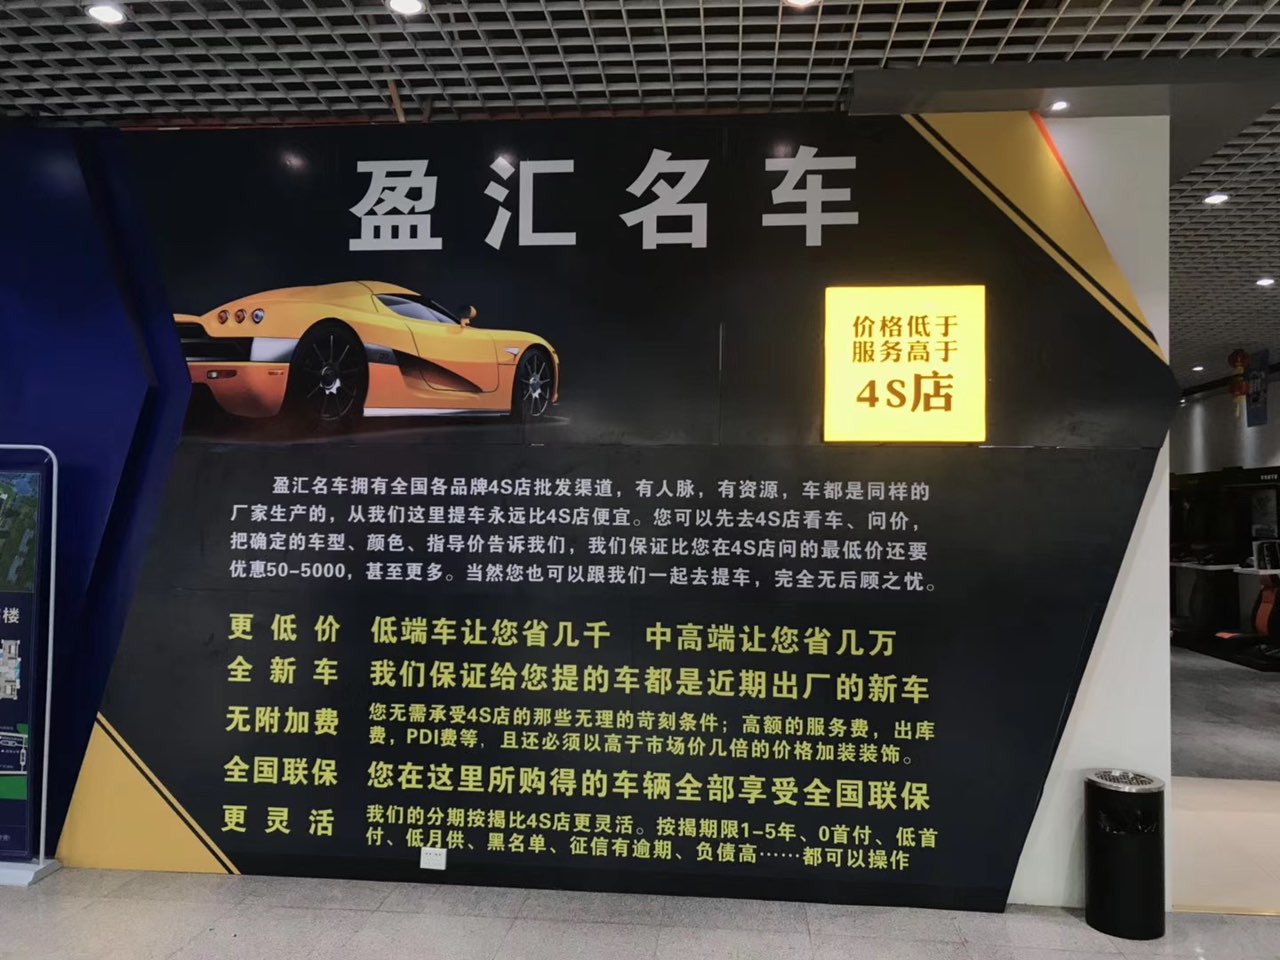 盈汇名车
价格低于
服务高于
4S店
盈汇名车拥有全国各品牌4S店批发渠道，有人脉，有资源，车都是同样的
厂家生产的，从我们这里提车永远比4S店便宜。您可以先去4S店看车、问价，
把确定的车型、颜色、指导价告诉我们，我们保证比您在4S店问的最低价还要
优惠50-5000，甚至更多。当然您也可以跟我们一起去提车，完全无后顾之忧。
更低价 低端车让您省几千 中高端让您省几万
全新车 我们保证给您提的车都是近期出厂的新车
无附加费 您无需承受4S店的那些无理的苛刻条件；高额的服务费，出库
费，PDI费等，且还必须以高于市场价几倍的价格加装装饰。
全国联保 您在这里所购得的车辆全部享受全国联保
更灵活 我们的分期按揭比4S店更灵活。按揭期限1-5年、0首付、低首
付、低月供、黑名单、征信有逾期、负债高……都可以操作
楼